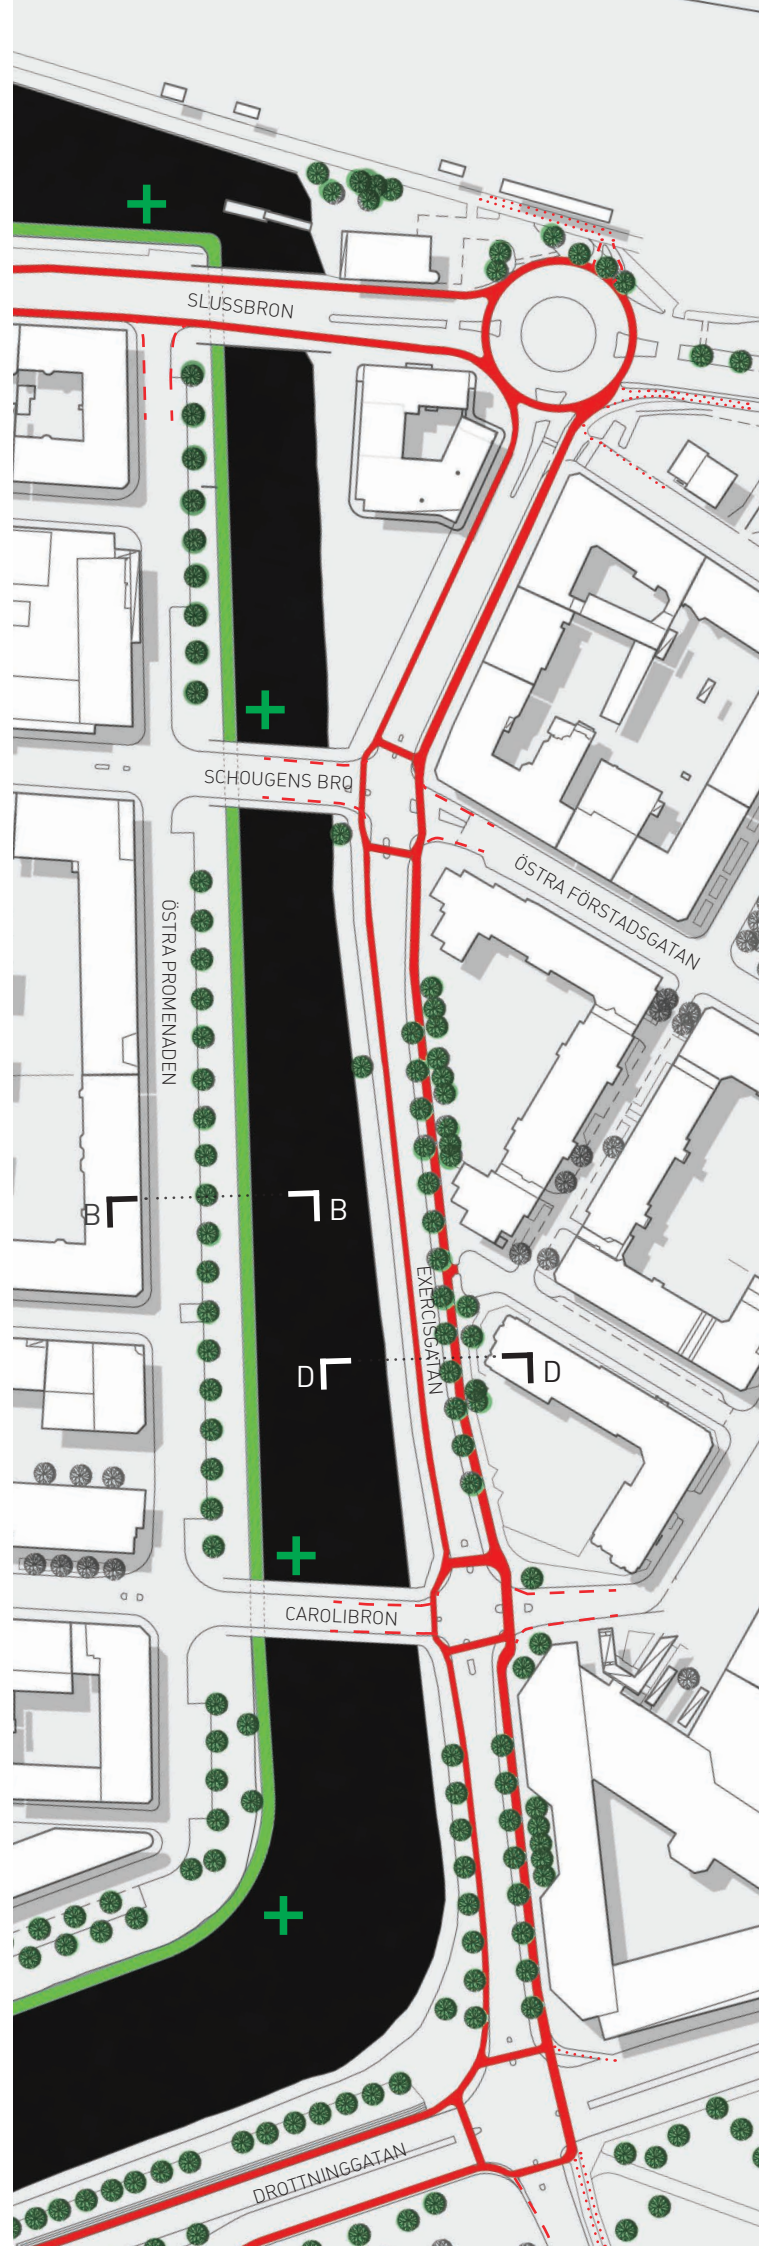 SLUSSBRON
SCHOUGENS BRO
ÖSTRA FÖRSTADSGATAN
ÖSTRA PROMENADEN
B
B
EXERCISGATAN
D
D
CAROLIBRON
DROTTNINGGATAN